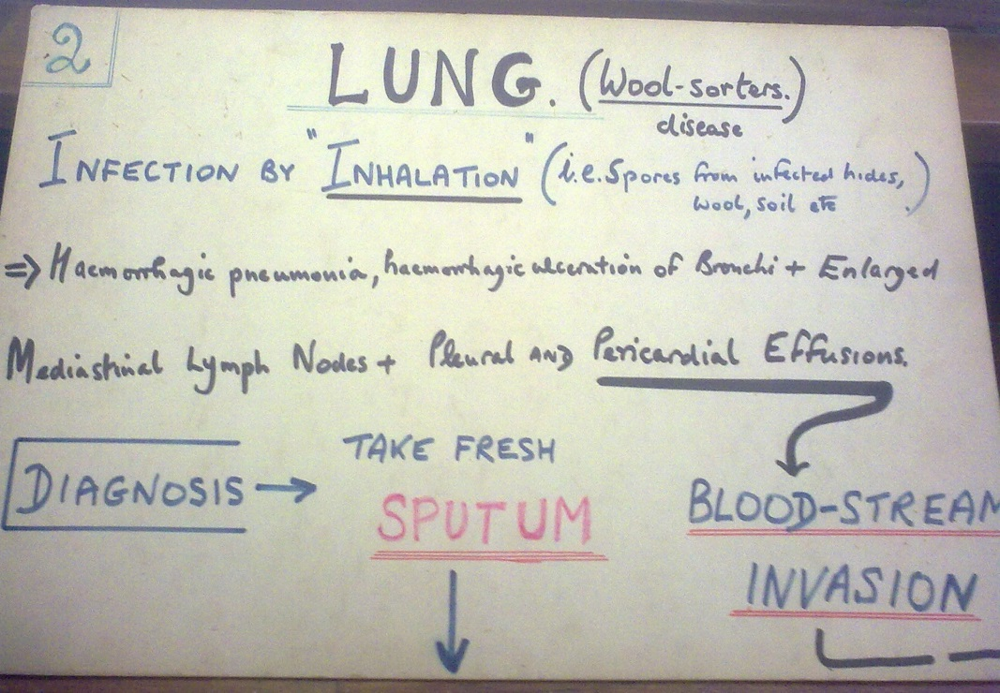 2
LUNG. (Wool-sorters.)
disease
INFECTION BY "INHALATION" (i.e. Spores from infected hides,
wool, soil etc.)
⇒ Haemorrhagic pneumonia, haemorrhagic ulceration of Bronchi + Enlarged
Mediastinal Lymph Nodes + Pleural AND Pericardial Effusions.
DIAGNOSIS → TAKE FRESH
SPUTUM
BLOOD-STREAM
INVASION